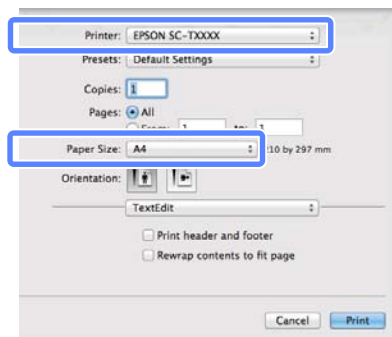 Printer: EPSON SC-TXXXX
Presets: Default Settings
Copies: 1
Pages: All
From: 1 to: 1
Paper Size: A4 210 by 297 mm
Orientation:
TextEdit
Print header and footer
Rewrap contents to fit page
Cancel Print